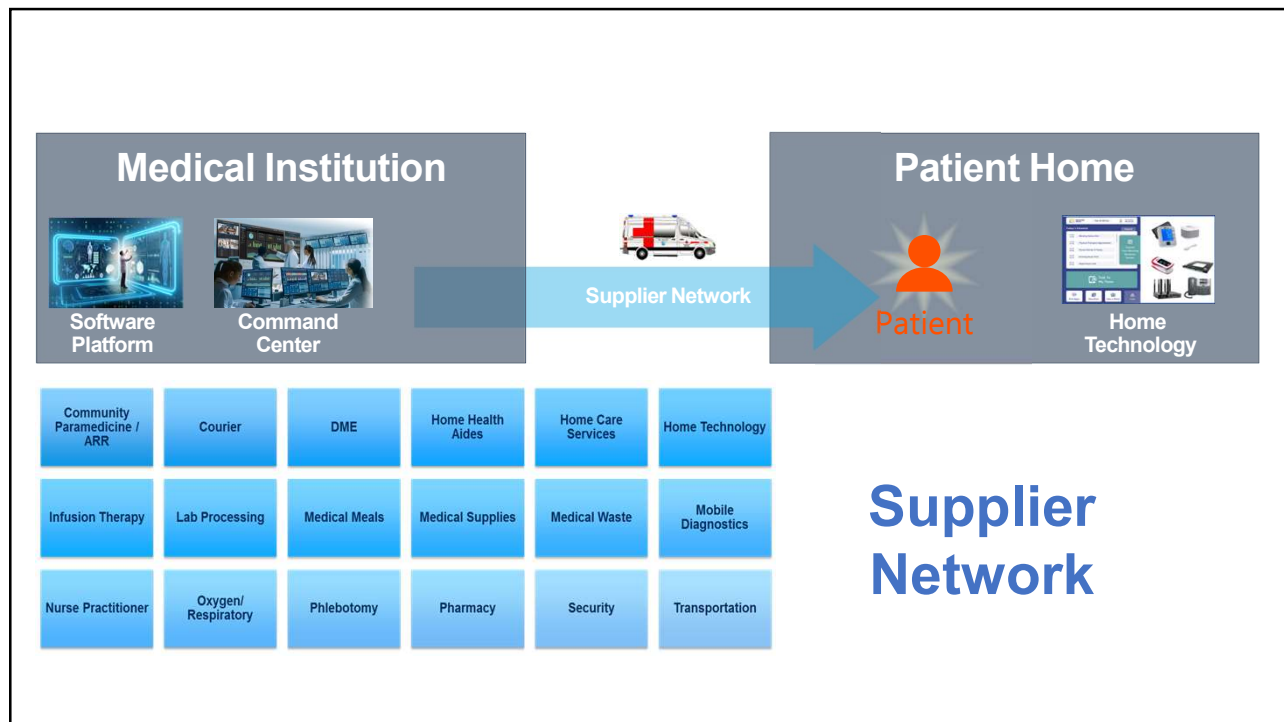 Medical Institution
Patient Home
Software
Platform
Command
Center
Supplier Network
Patient
Home
Technology
Community
Paramedicine /
ARR
Courier
DME
Home Health
Aides
Home Care
Services
Home Technology
Infusion Therapy
Lab Processing
Medical Meals
Medical Supplies
Medical Waste
Mobile
Diagnostics
Nurse Practitioner
Oxygen/
Respiratory
Phlebotomy
Pharmacy
Security
Transportation
Supplier
Network